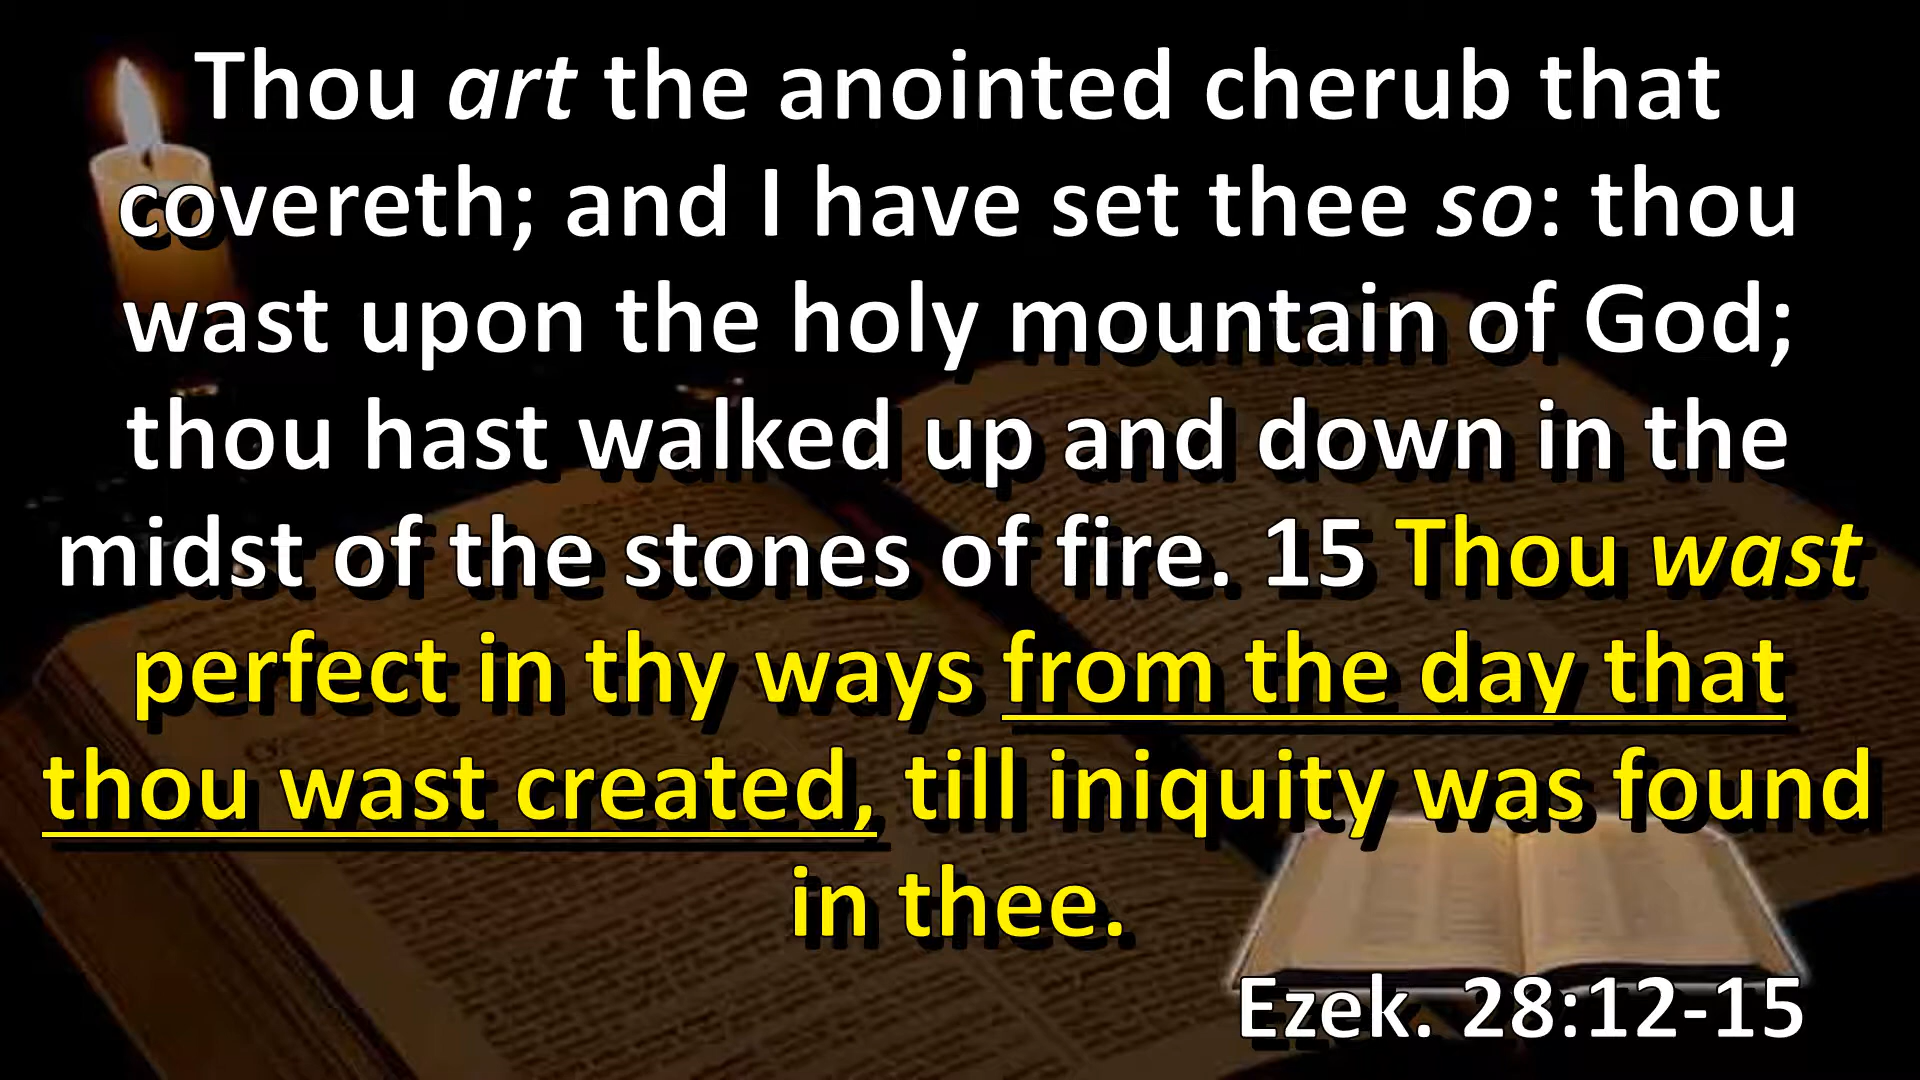 Thou art the anointed cherub that
covereth; and I have set thee so: thou
wast upon the holy mountain of God;
thou hast walked up and down in the
midst of the stones of fire. 15 Thou wast
perfect in thy ways from the day that
thou wast created, till iniquity was found
in thee.
Ezek. 28:12-15